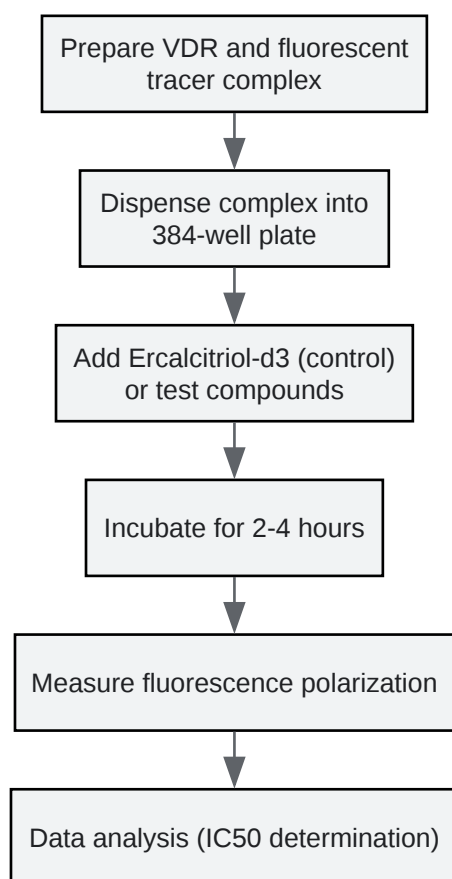 Prepare VDR and fluorescent
tracer complex
Dispense complex into
384-well plate
Add Ercalcitriol-d3 (control)
or test compounds
Incubate for 2-4 hours
Measure fluorescence polarization
Data analysis (IC50 determination)